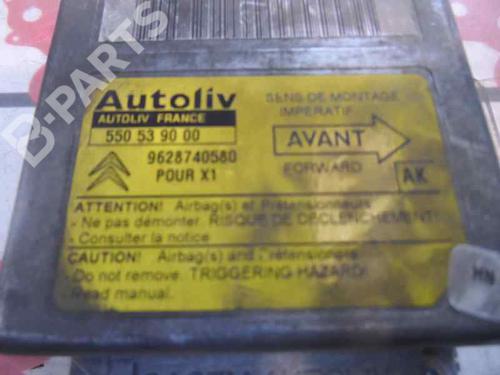 B-PARTS
Autoliv
AUTOLIV FRANCE
550 53 90 00
9628740580
POUR X1
SENS DE MONTAGE
IMPERATIF
AVANT
FORWARD
AK
ATTENTION! Airbag(s) et Prétensionneurs
- Ne pas démonter. RISQUE DE DECLENCHEMENT!
- Consulter la notice
CAUTION! Airbag(s) and Pretensioners
- Do not remove. TRIGGERING HAZARD!
- Read manual.